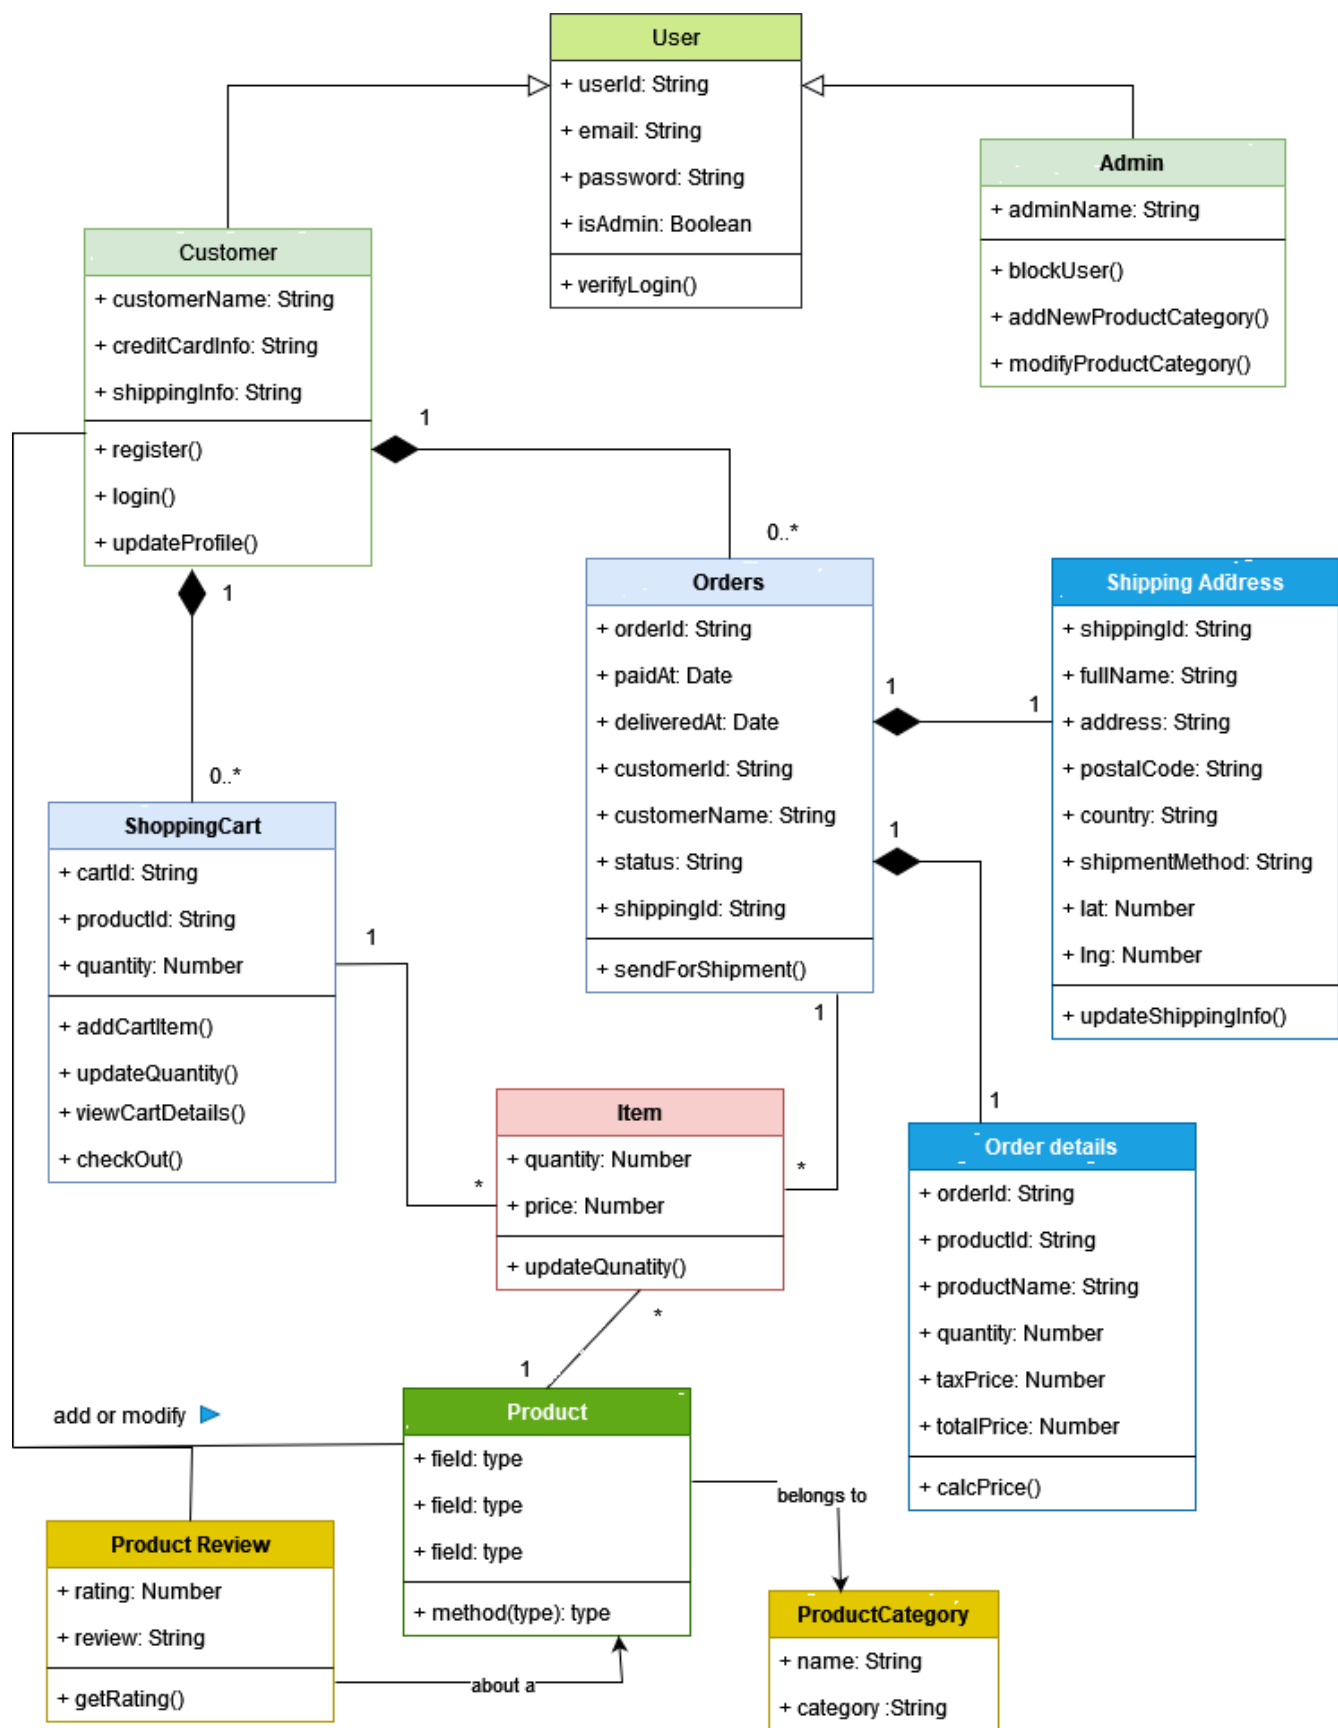 User
+ userId: String
+ email: String
+ password: String
+ isAdmin: Boolean
+ verifyLogin()
Admin
+ adminName: String
+ blockUser()
+ addNewProductCategory()
+ modifyProductCategory()
Customer
+ customerName: String
+ creditCardInfo: String
+ shippingInfo: String
+ register()
+ login()
+ updateProfile()
1
0..*
1
0..*
Orders
+ orderId: String
+ paidAt: Date
+ deliveredAt: Date
+ customerId: String
+ customerName: String
+ status: String
+ shippingId: String
+ sendForShipment()
1
1
1
1
1
*
Shipping Address
+ shippingId: String
+ fullName: String
+ address: String
+ postalCode: String
+ country: String
+ shipmentMethod: String
+ lat: Number
+ lng: Number
+ updateShippingInfo()
ShoppingCart
+ cartId: String
+ productId: String
+ quantity: Number
+ addCartItem()
+ updateQuantity()
+ viewCartDetails()
+ checkOut()
1
*
Item
+ quantity: Number
+ price: Number
+ updateQunatity()
*
1
Order details
+ orderId: String
+ productId: String
+ productName: String
+ quantity: Number
+ taxPrice: Number
+ totalPrice: Number
+ calcPrice()
add or modify
Product
+ field: type
+ field: type
+ field: type
+ method(type): type
belongs to
Product Review
+ rating: Number
+ review: String
+ getRating()
about a
ProductCategory
+ name: String
+ category :String